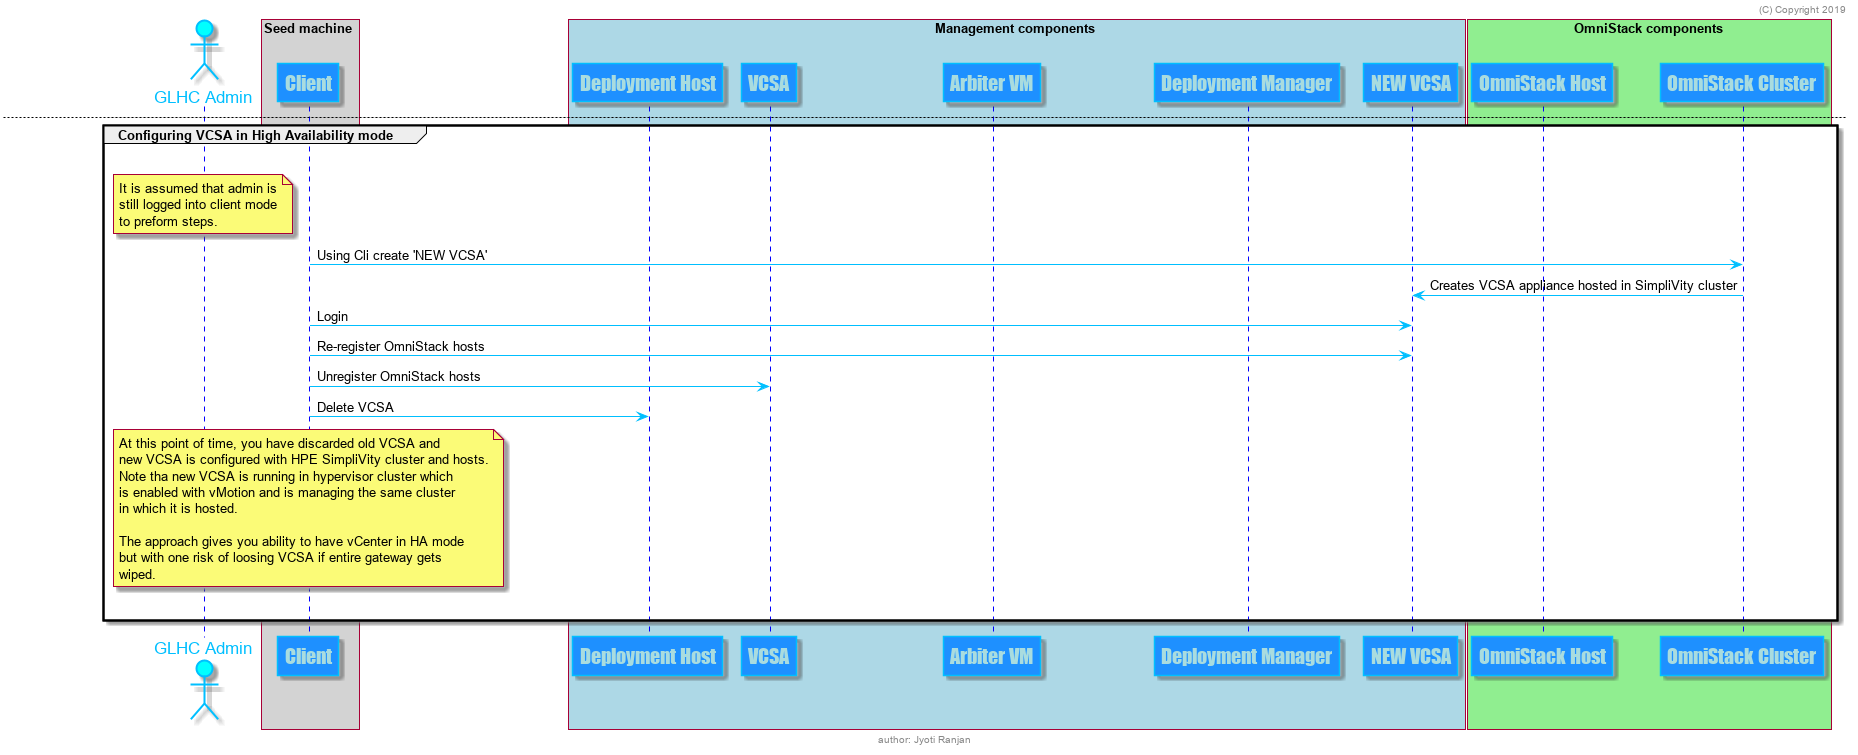 (C) Copyright 2019
Seed machine
Management components
OmniStack components
GLHC Admin
Client
Deployment Host
VCSA
Arbiter VM
Deployment Manager
NEW VCSA
OmniStack Host
OmniStack Cluster
Configuring VCSA in High Availability mode
It is assumed that admin is
still logged into client mode
to preform steps.
Using Cli create 'NEW VCSA'
Creates VCSA appliance hosted in SimpliVity cluster
Login
Re-register OmniStack hosts
Unregister OmniStack hosts
Delete VCSA
At this point of time, you have discarded old VCSA and
new VCSA is configured with HPE SimpliVity cluster and hosts.
Note tha new VCSA is running in hypervisor cluster which
is enabled with vMotion and is managing the same cluster
in which it is hosted.
The approach gives you ability to have vCenter in HA mode
but with one risk of loosing VCSA if entire gateway gets
wiped.
GLHC Admin
Client
Deployment Host
VCSA
Arbiter VM
Deployment Manager
NEW VCSA
OmniStack Host
OmniStack Cluster
author: Jyoti Ranjan